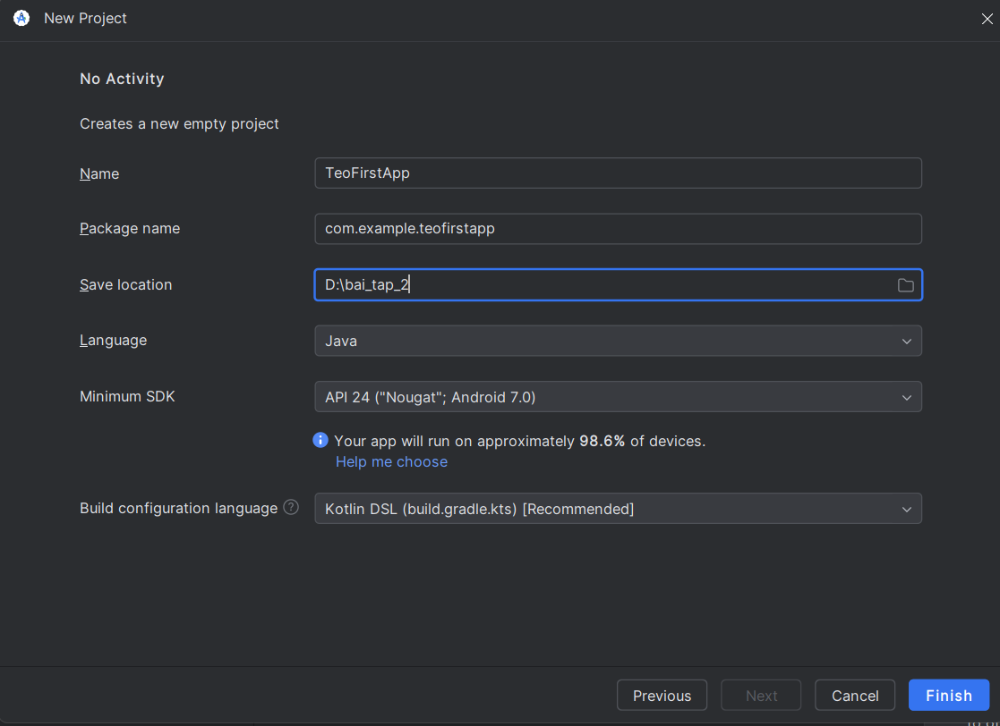 New Project
No Activity
Creates a new empty project
Name TeoFirstApp
Package name com.example.teofirstapp
Save location D:\bai_tap_2
Language Java
Minimum SDK API 24 ("Nougat"; Android 7.0)
Your app will run on approximately 98.6% of devices.
Help me choose
Build configuration language ? Kotlin DSL (build.gradle.kts) [Recommended]
Previous Next Cancel Finish